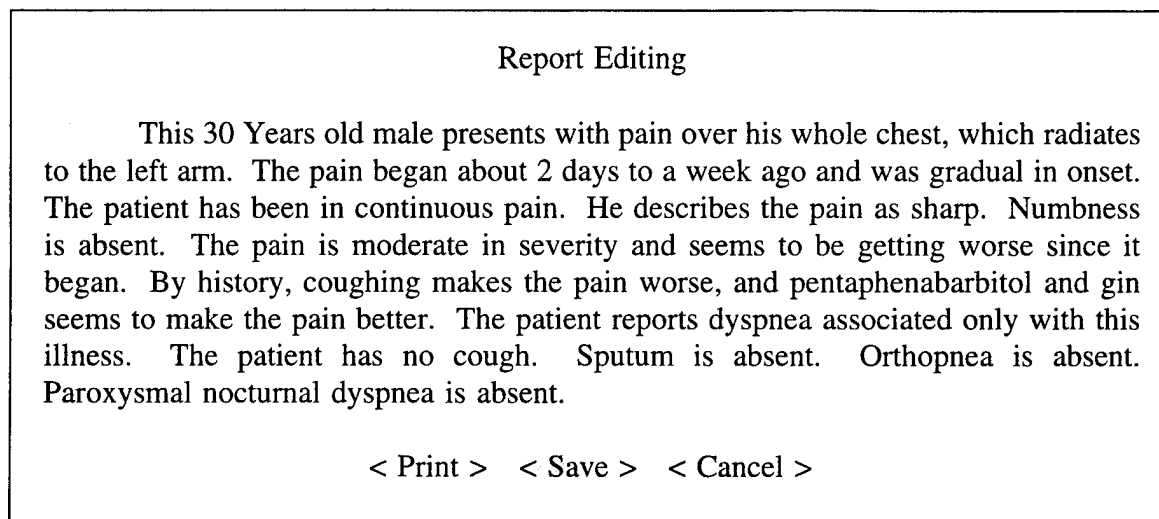 Report Editing
This 30 Years old male presents with pain over his whole chest, which radiates
to the left arm. The pain began about 2 days to a week ago and was gradual in onset.
The patient has been in continuous pain. He describes the pain as sharp. Numbness
is absent. The pain is moderate in severity and seems to be getting worse since it
began. By history, coughing makes the pain worse, and pentaphenabarbitol and gin
seems to make the pain better. The patient reports dyspnea associated only with this
illness. The patient has no cough. Sputum is absent. Orthopnea is absent.
Paroxysmal nocturnal dyspnea is absent.
< Print > < Save > < Cancel >